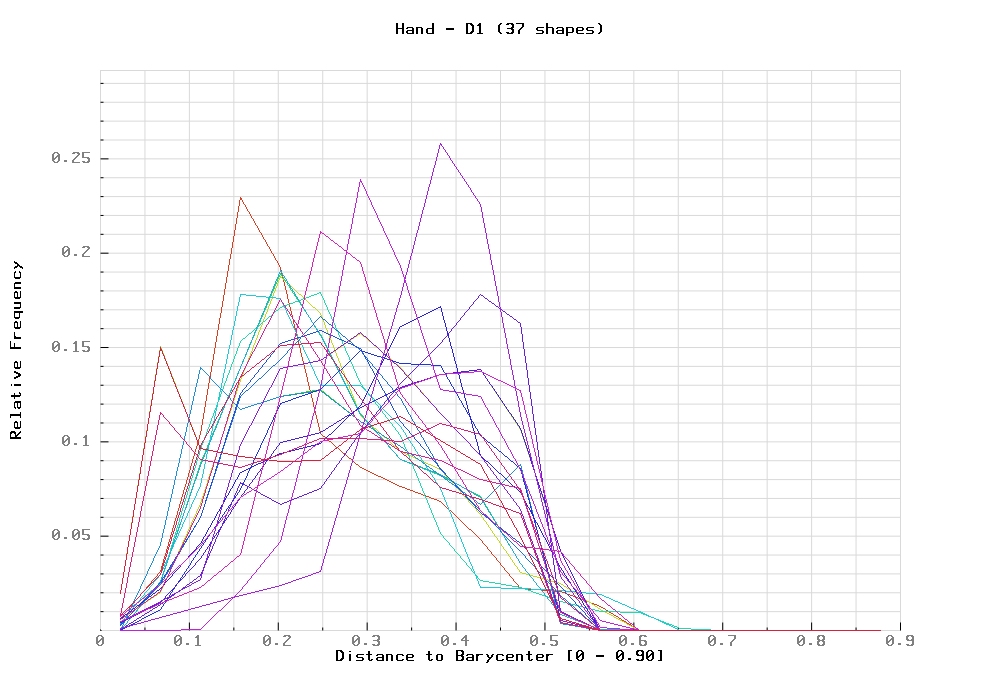 Hand - D1 (37 shapes)
Relative Frequency
0.25
0.2
0.15
0.1
0.05
0 0.1 0.2 0.3 0.4 0.5 0.6 0.7 0.8 0.9
Distance to Barycenter [0 - 0.90]